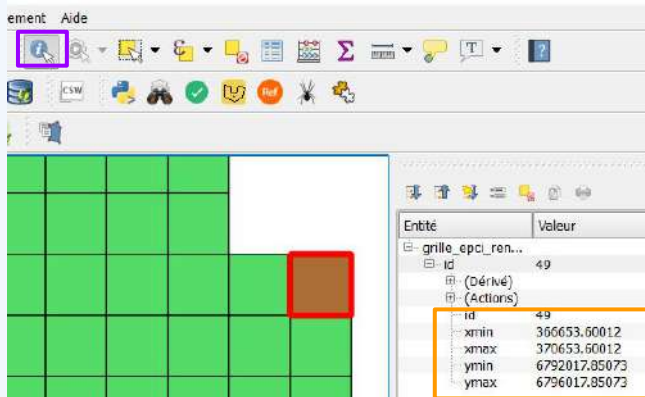 ement Aide
CSW
Ref
Σ
T
?
Entité Valeur
grille_epci_ren...
id 49
(Dérivé)
(Actions)
id 49
xmin 366653.60012
xmax 370653.60012
ymin 6792017.85073
ymax 6796017.85073